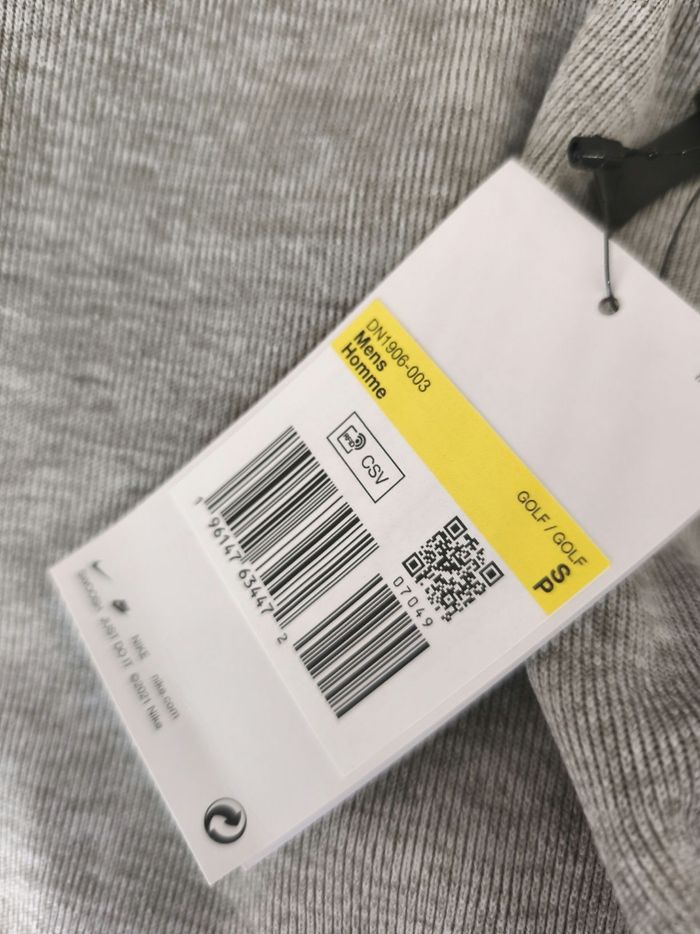 DN1906-003
Mens
Homme
GOLF / GOLF
S
P
RFID
CSV
1 96147 63447 2
07049
NIKE nike.com
JUST DO IT ©2021 Nike